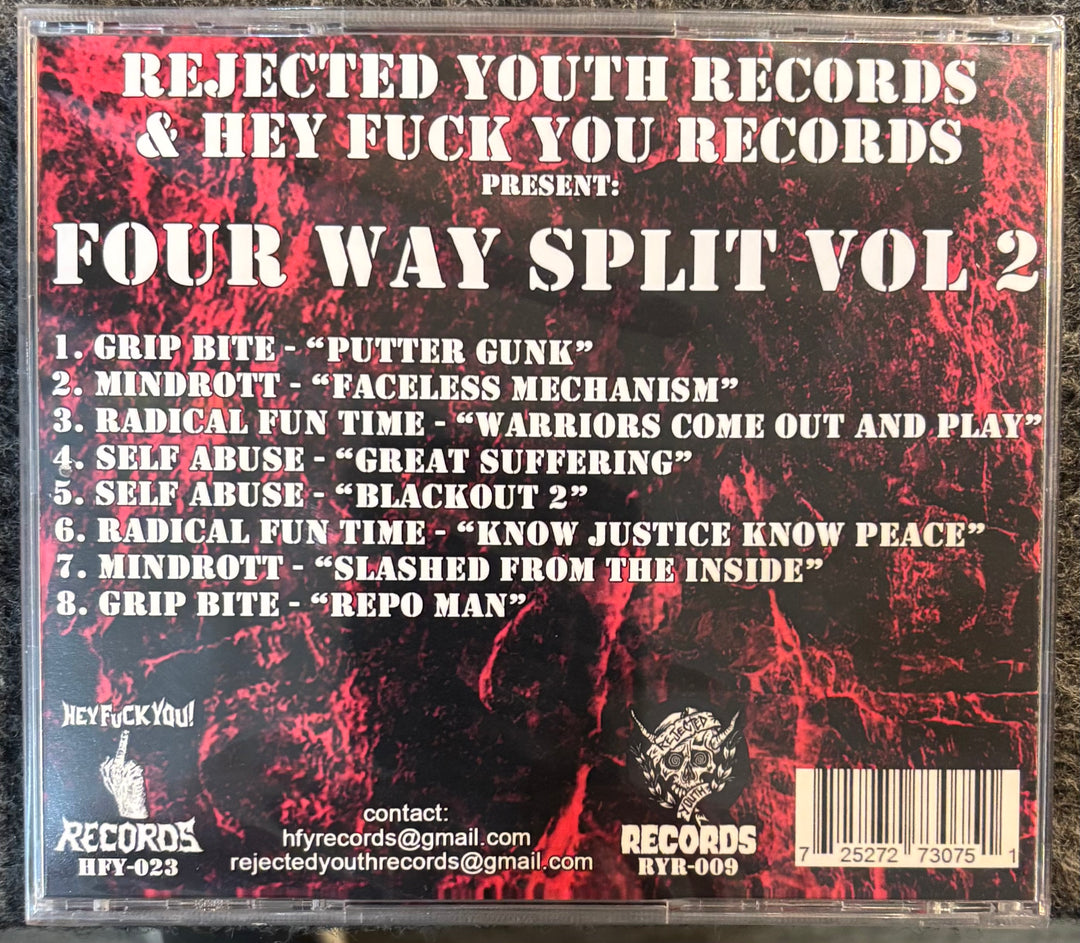 REJECTED YOUTH RECORDS
& HEY FUCK YOU RECORDS
PRESENT:
FOUR WAY SPLIT VOL 2
1. GRIP BITE - “PUTTER GUNK”
2. MINDROTT - “FACELESS MECHANISM”
3. RADICAL FUN TIME - “WARRIORS COME OUT AND PLAY”
4. SELF ABUSE - “GREAT SUFFERING”
5. SELF ABUSE - “BLACKOUT 2”
6. RADICAL FUN TIME - “KNOW JUSTICE KNOW PEACE”
7. MINDROTT - “SLASHED FROM THE INSIDE”
8. GRIP BITE - “REPO MAN”
HEY FUCK YOU!
RECORDS
HFY-023
contact:
hfyrecords@gmail.com
rejectedyouthrecords@gmail.com
REJECTED
YOUTH
RECORDS
RYR-009
7 25272 73075 1